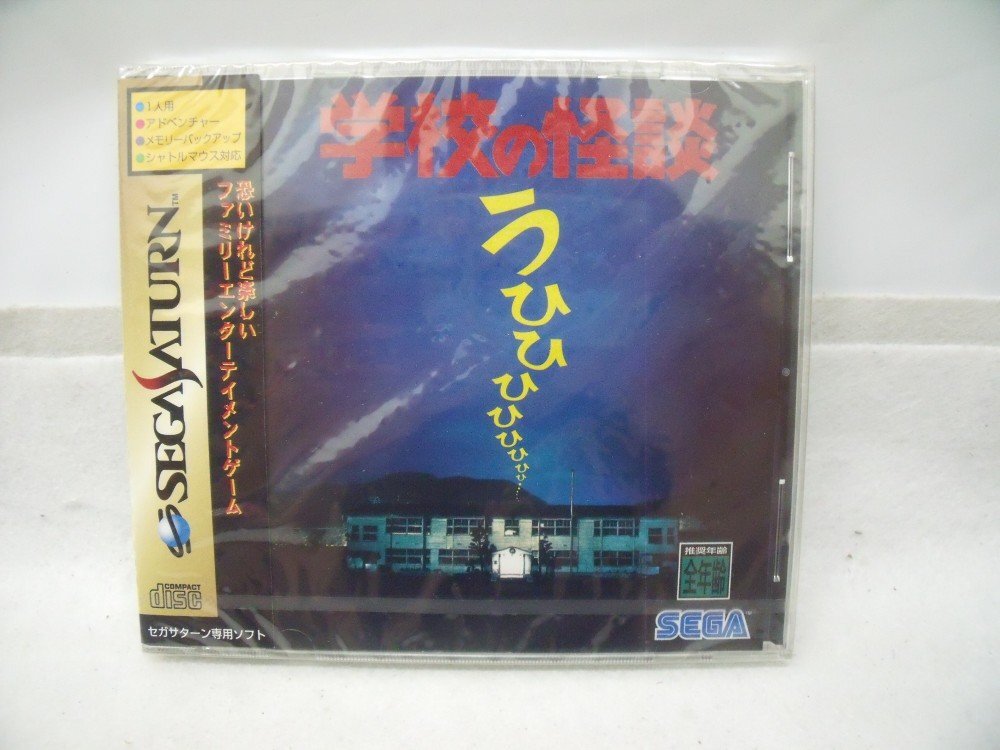 1人用
アドベンチャー
メモリーバックアップ
シャトルマウス対応
恐いけれど楽しい
ファミリーエンターテイメントゲーム
SEGA SATURN™
COMPACT
disc
セガサターン専用ソフト
学校の怪談
うひひひひひひひひ…
推奨年齢
全年齢
SEGA™